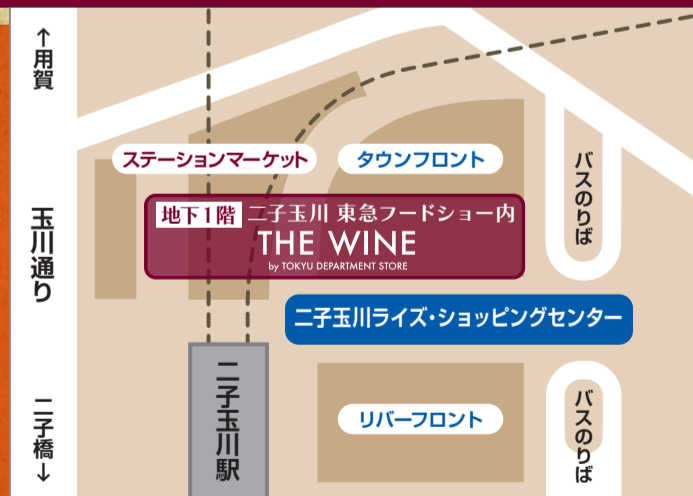 ↑用賀
玉川通り
二子橋↓
ステーションマーケット
タウンフロント
バスのりば
地下1階 二子玉川 東急フードショー内
THE WINE
by TOKYU DEPARTMENT STORE
二子玉川ライズ・ショッピングセンター
二子玉川駅
リバーフロント
バスのりば